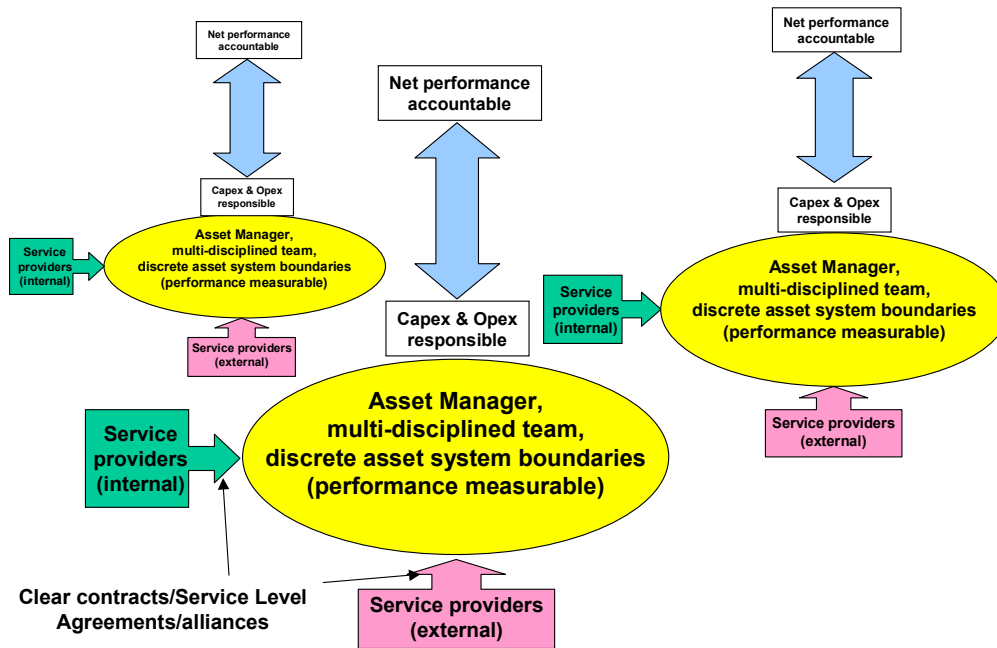 Net performance
accountable
Capex & Opex
responsible
Asset Manager,
multi-disciplined team,
discrete asset system boundaries
(performance measurable)
Service
providers
(internal)
Service providers
(external)
Net performance
accountable
Capex & Opex
responsible
Asset Manager,
multi-disciplined team,
discrete asset system boundaries
(performance measurable)
Service
providers
(internal)
Service providers
(external)
Clear contracts/Service Level
Agreements/alliances
Net performance
accountable
Capex & Opex
responsible
Asset Manager,
multi-disciplined team,
discrete asset system boundaries
(performance measurable)
Service
providers
(internal)
Service providers
(external)